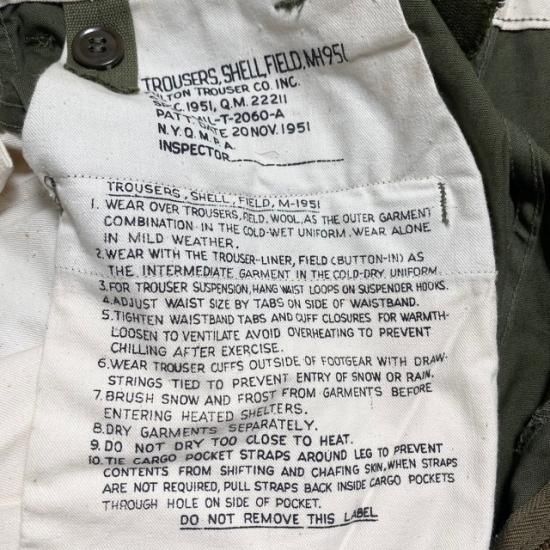 TROUSERS, SHELL, FIELD, M-1951
TROUSER CO. INC.
1951, Q.M. 22211
PATT. MIL-T-2060-A
DATE 20 NOV. 1951
INSPECTOR
TROUSERS, SHELL, FIELD, M-1951
1. WEAR OVER TROUSERS, FIELD, WOOL, AS THE OUTER GARMENT
COMBINATION IN THE COLD-WET UNIFORM. WEAR ALONE
IN MILD WEATHER.
2. WEAR WITH THE TROUSER-LINER, FIELD (BUTTON-IN) AS
THE INTERMEDIATE GARMENT IN THE COLD-DRY UNIFORM.
3. FOR TROUSER SUSPENSION, HANG WAIST LOOPS ON SUSPENDER HOOKS.
4. ADJUST WAIST SIZE BY TABS ON SIDE OF WAISTBAND.
5. TIGHTEN WAISTBAND TABS AND CUFF CLOSURES FOR WARMTH-
LOOSEN TO VENTILATE AVOID OVERHEATING TO PREVENT
CHILLING AFTER EXERCISE.
6. WEAR TROUSER CUFFS OUTSIDE OF FOOTGEAR WITH DRAW-
STRINGS TIED TO PREVENT ENTRY OF SNOW OR RAIN.
7. BRUSH SNOW AND FROST FROM GARMENTS BEFORE
ENTERING HEATED SHELTERS.
8. DRY GARMENTS SEPARATELY.
9. DO NOT DRY TOO CLOSE TO HEAT.
10. TIE CARGO POCKET STRAPS AROUND LEG TO PREVENT
CONTENTS FROM SHIFTING AND CHAFING SKIN, WHEN STRAPS
ARE NOT REQUIRED, PULL STRAPS BACK INSIDE CARGO POCKETS
THROUGH HOLE ON SIDE OF POCKET.
DO NOT REMOVE THIS LABEL